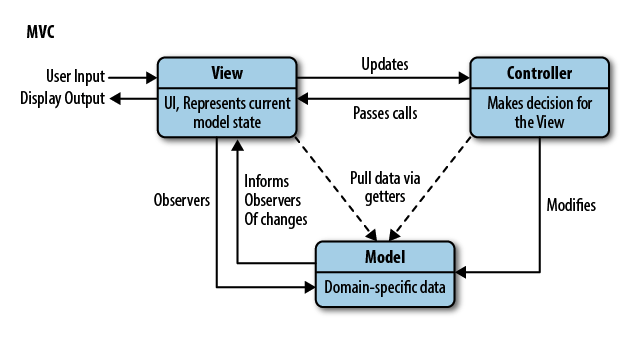 MVC
User Input
Display Output
View
UI, Represents current
model state
Updates
Passes calls
Controller
Makes decision for
the View
Observers
Informs
Observers
Of changes
Pull data via
getters
Modifies
Model
Domain-specific data